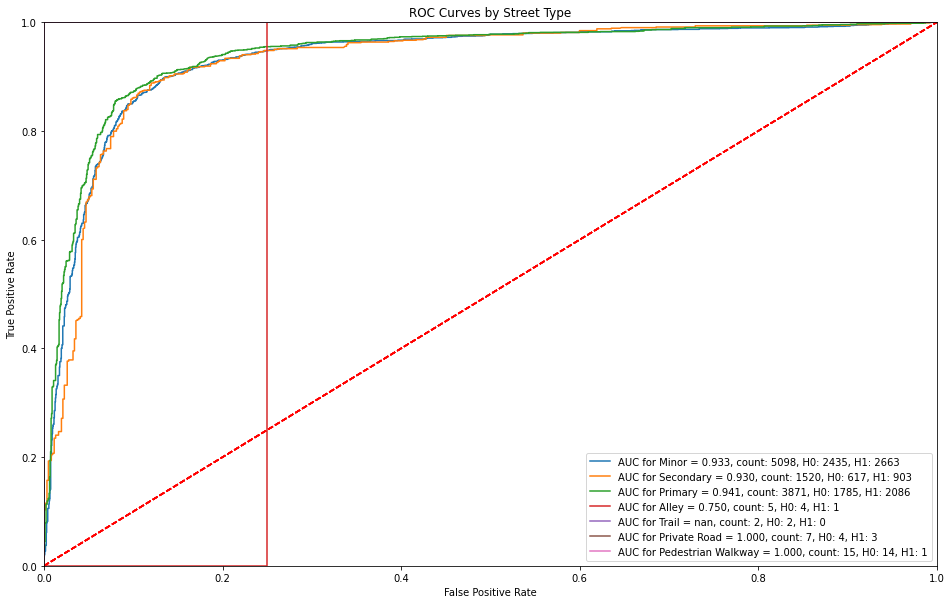 ROC Curves by Street Type
True Positive Rate
1.0
0.8
0.6
0.4
0.2
0.0
AUC for Minor = 0.933, count: 5098, H0: 2435, H1: 2663
AUC for Secondary = 0.930, count: 1520, H0: 617, H1: 903
AUC for Primary = 0.941, count: 3871, H0: 1785, H1: 2086
AUC for Alley = 0.750, count: 5, H0: 4, H1: 1
AUC for Trail = nan, count: 2, H0: 2, H1: 0
AUC for Private Road = 1.000, count: 7, H0: 4, H1: 3
AUC for Pedestrian Walkway = 1.000, count: 15, H0: 14, H1: 1
0.0 0.2 0.4 0.6 0.8 1.0
False Positive Rate